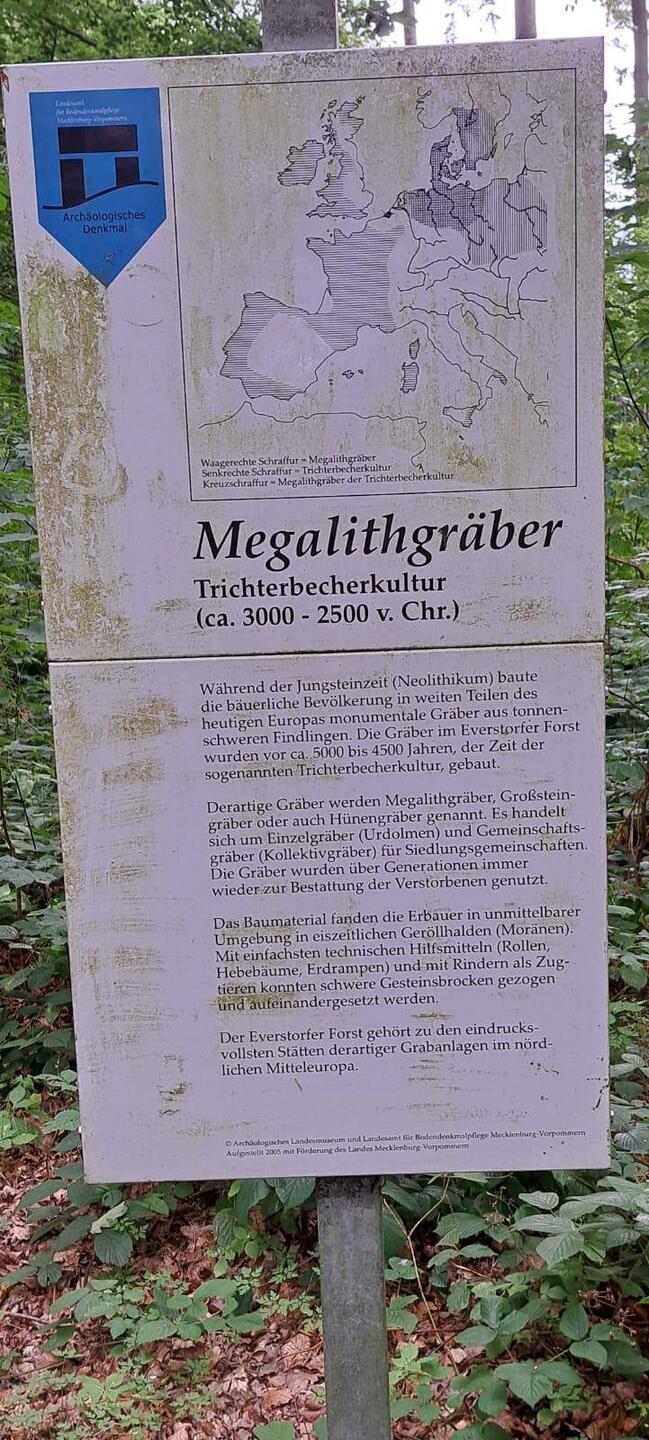 Landesamt
für Bodendenkmalpflege
Mecklenburg-Vorpommern
Archäologisches
Denkmal
Waagerechte Schraffur = Megalithgräber
Senkrechte Schraffur = Trichterbecherkultur
Kreuzschraffur = Megalithgräber der Trichterbecherkultur
Megalithgräber
Trichterbecherkultur
(ca. 3000 - 2500 v. Chr.)
Während der Jungsteinzeit (Neolithikum) baute
die bäuerliche Bevölkerung in weiten Teilen des
heutigen Europas monumentale Gräber aus tonnen-
schweren Findlingen. Die Gräber im Everstorfer Forst
wurden vor ca. 5000 bis 4500 Jahren, der Zeit der
sogenannten Trichterbecherkultur, gebaut.
Derartige Gräber werden Megalithgräber, Großstein-
gräber oder auch Hünengräber genannt. Es handelt
sich um Einzelgräber (Urdolmen) und Gemeinschafts-
gräber (Kollektivgräber) für Siedlungsgemeinschaften.
Die Gräber wurden über Generationen immer
wieder zur Bestattung der Verstorbenen genutzt.
Das Baumaterial fanden die Erbauer in unmittelbarer
Umgebung in eiszeitlichen Geröllhalden (Moränen).
Mit einfachsten technischen Hilfsmitteln (Rollen,
Hebebäume, Erdrampen) und mit Rindern als Zug-
tieren konnten schwere Gesteinsbrocken gezogen
und aufeinandergesetzt werden.
Der Everstorfer Forst gehört zu den eindrucks-
vollsten Stätten derartiger Grabanlagen im nörd-
lichen Mitteleuropa.
© Archäologisches Landesmuseum und Landesamt für Bodendenkmalpflege Mecklenburg-Vorpommern
Aufgestellt 2005 mit Förderung des Landes Mecklenburg-Vorpommern